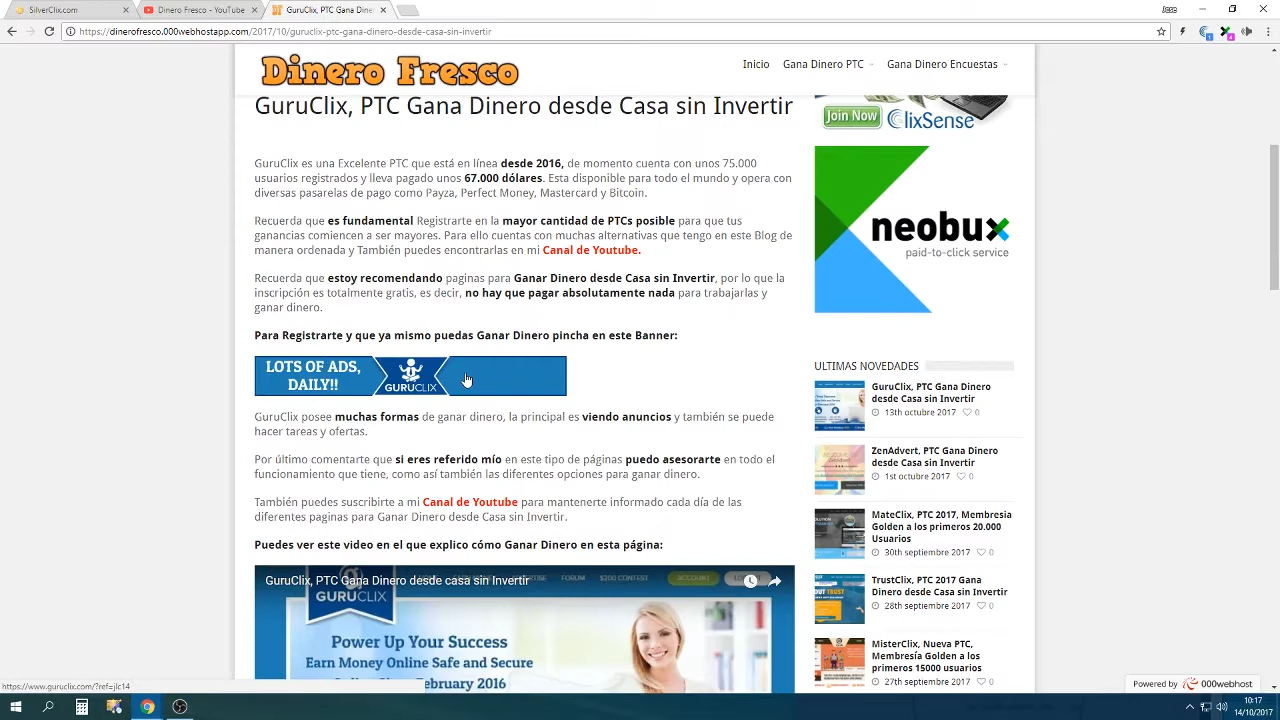 SilverClix.com
Dinero Fresco - YouTube
GuruClix, PTC Gana Dine
https://dinerofresco.000webhostapp.com/2017/10/guruclix-ptc-gana-dinero-desde-casa-sin-invertir
Dinero Fresco
Inicio
Gana Dinero PTC
Gana Dinero Encuestas
GuruClix, PTC Gana Dinero desde Casa sin Invertir
GuruClix es una Excelente PTC que está en línea desde 2016, de momento cuenta con unos 75.000
usuarios registrados y lleva pagado unos 67.000 dólares. Esta disponible para todo el mundo y opera con
diversas pasarelas de pago como Payza, Perfect Money, Mastercard y Bitcoin.
Recuerda que es fundamental Registrarte en la mayor cantidad de PTCs posible para que tus
ganancias comiencen a ser mayores. Para ello cuentas con muchas alternativas que tengo en este Blog de
manera ordenada y También puedes encontrarlas en mi Canal de Youtube.
Recuerda que estoy recomendando paginas para Ganar Dinero desde Casa sin Invertir, por lo que la
inscripción es totalmente gratis, es decir, no hay que pagar absolutamente nada para trabajarlas y
ganar dinero.
Para Registrarte y que ya mismo puedas Ganar Dinero pincha en este Banner:
LOTS OF ADS,
DAILY!!
GURUCLIX
GuruClix posee muchas formas de ganar dinero, la principal es viendo anuncios y también se puede
hacer tareas y ofertas.
Por último comentarte que si eres referido mío en este tipo de páginas puedo asesorarte en todo el
funcionamiento que tiene, como así también las diferentes estrategias para ganar dinero.
También puedes suscribirte a mi Canal de Youtube para mantenerte informado cada día de las
diferentes paginas para Ganar Dinero desde Casa sin Invertir.
Puedes ver este video en el que explico cómo Ganar Dinero en esta página:
GuruClix, PTC Gana Dinero desde casa sin Invertir
FORUM
$200 CONTEST
ACCOUNT
GURUCLIX
Power Up Your Success
Earn Money Online Safe and Secure
February 2016
Join Now
ClixSense
neobux
paid-to-click service
ULTIMAS NOVEDADES
GuruClix, PTC Gana Dinero
desde Casa sin Invertir
13th octubre 2017
0
ZenAdvert, PTC Gana Dinero
desde Casa sin Invertir
1st octubre 2017
0
MateClix, PTC 2017, Membresia
Golden a los primeros 20.000
Usuarios
30th septiembre 2017
0
TrustClix, PTC 2017 Gana
Dinero desde Casa sin Invertir
28th septiembre 2017
0
MisterClix, Nueva PTC,
Membresía Golden a los
primeros 15000 usuarios
27th septiembre 2017
0
Powered by
000webhost
10:17
14/10/2017